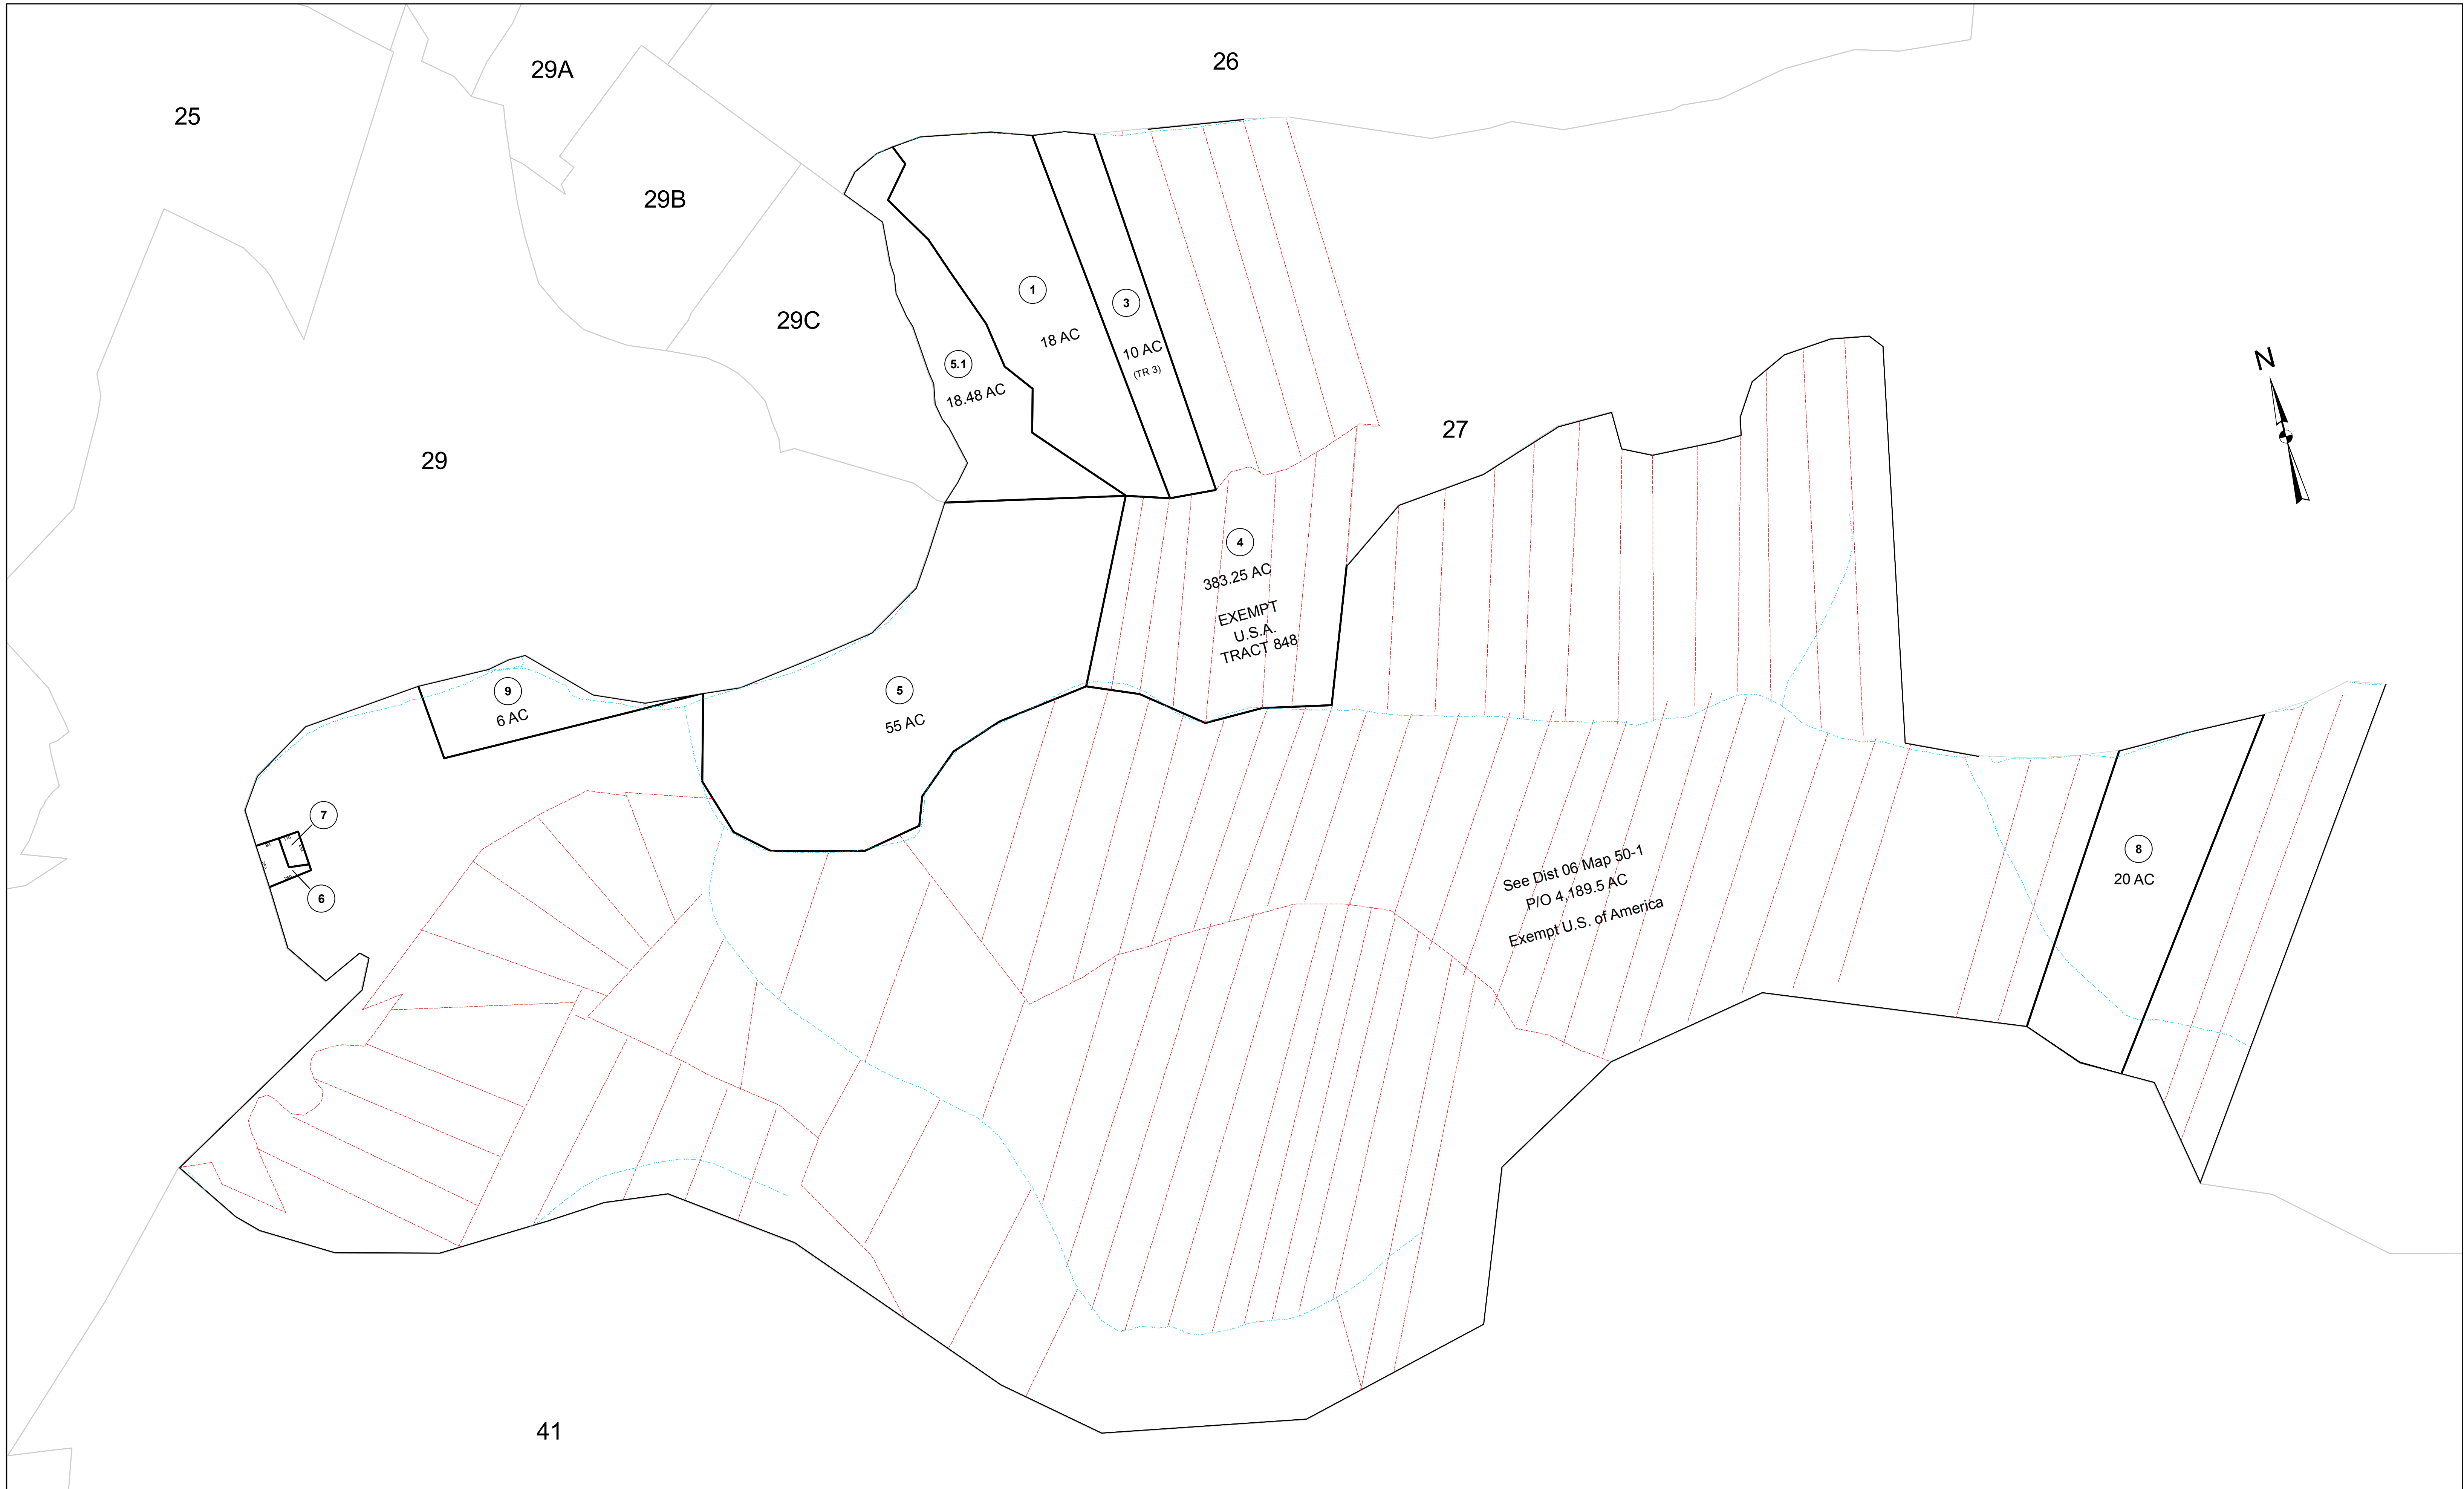 26
29A
25
29B
1
3
29C
18 AC
10 AC
(TR 3)
5.1
18.48 AC
N
27
29
4
383.25 AC
EXEMPT
U.S.A.
TRACT 848
9
6 AC
5
55 AC
7
6
See Dist 06 Map 50-1
P/O 4,189.5 AC
Exempt U.S. of America
8
20 AC
41